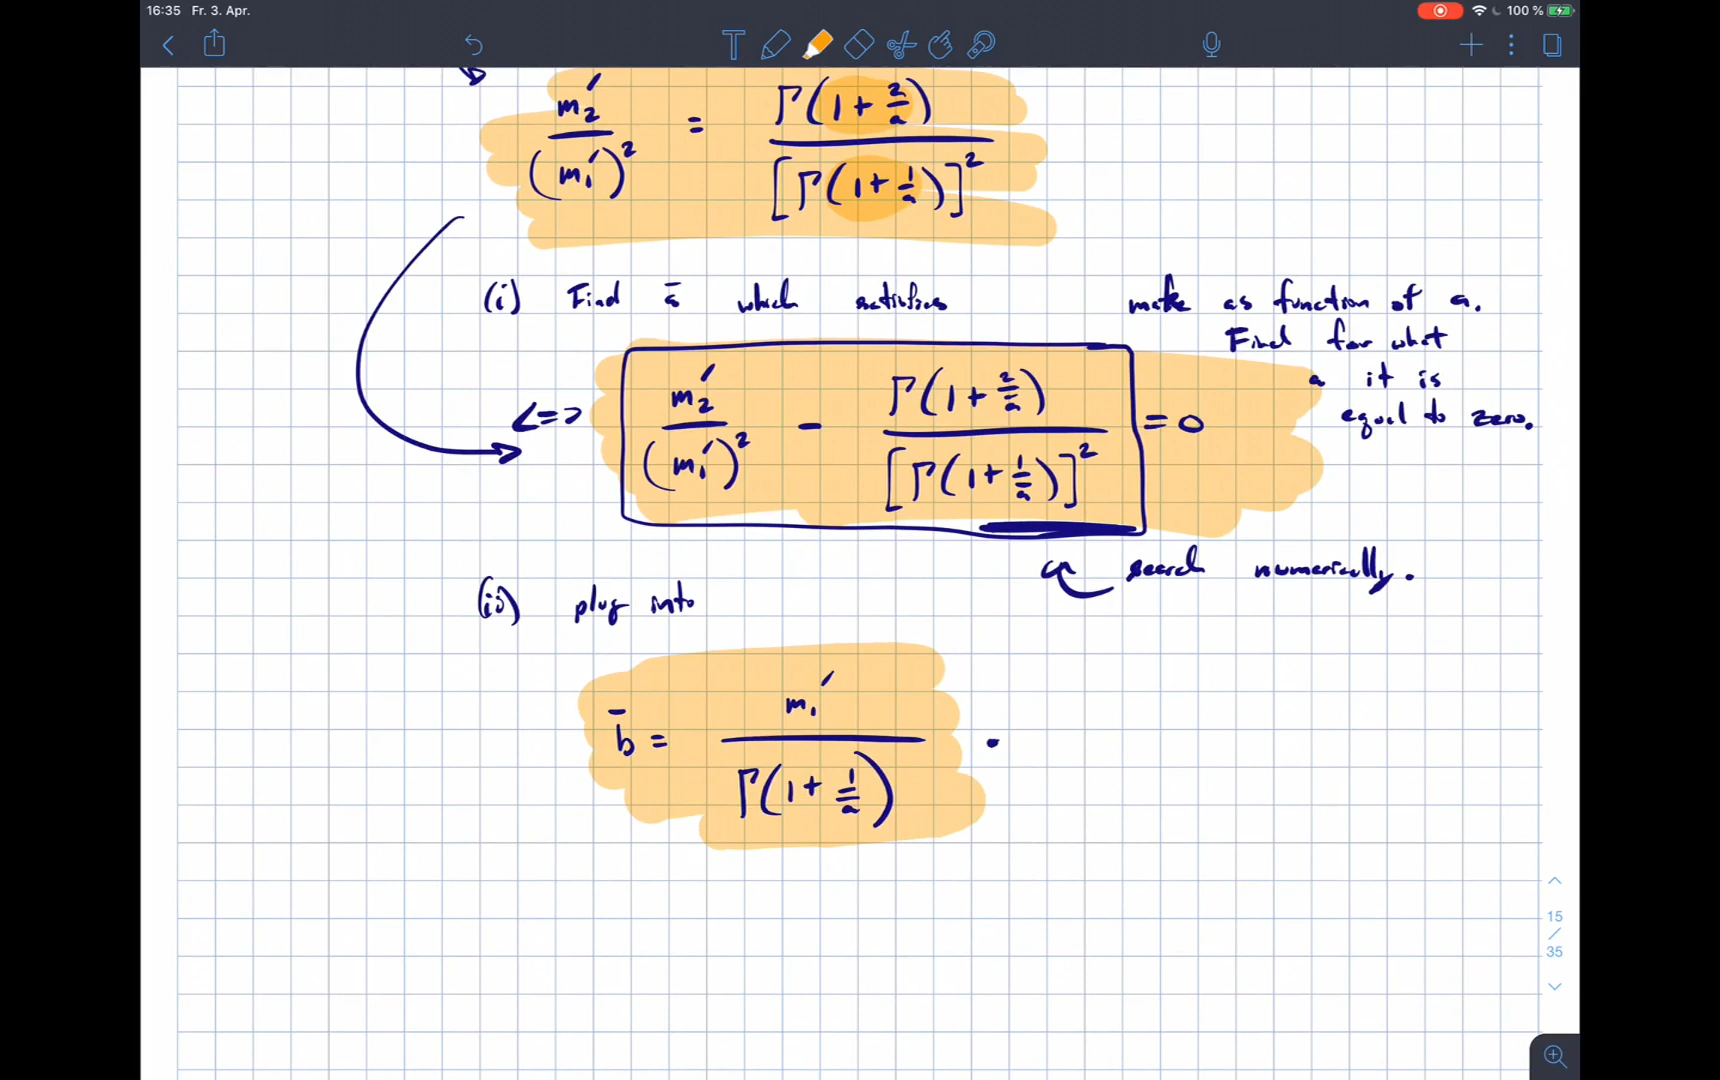 16:35 Fr. 3. Apr. 100 %
m₂′ / (m₁′)² = Γ(1 + 2/a) / [Γ(1 + 1/a)]²
(i) Find ā which satisfies
make as function of a.
Find for what
a it is
equal to zero.
<=> m₂′ / (m₁′)² − Γ(1 + 2/a) / [Γ(1 + 1/a)]² = 0
search numerically.
(ii) plug into
b̄ = m₁′ / Γ(1 + 1/a) .
15
/
35